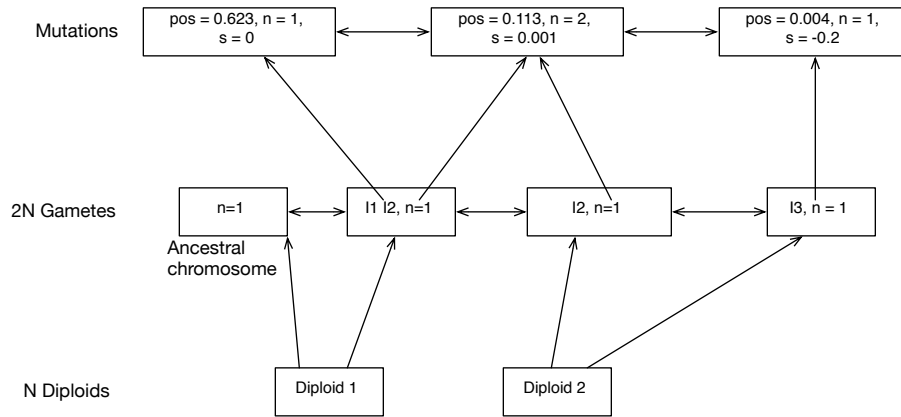 Mutations
pos = 0.623, n = 1,
s = 0
pos = 0.113, n = 2,
s = 0.001
pos = 0.004, n = 1,
s = -0.2
2N Gametes
n=1
I1 I2, n=1
I2, n=1
I3, n = 1
Ancestral
chromosome
N Diploids
Diploid 1
Diploid 2